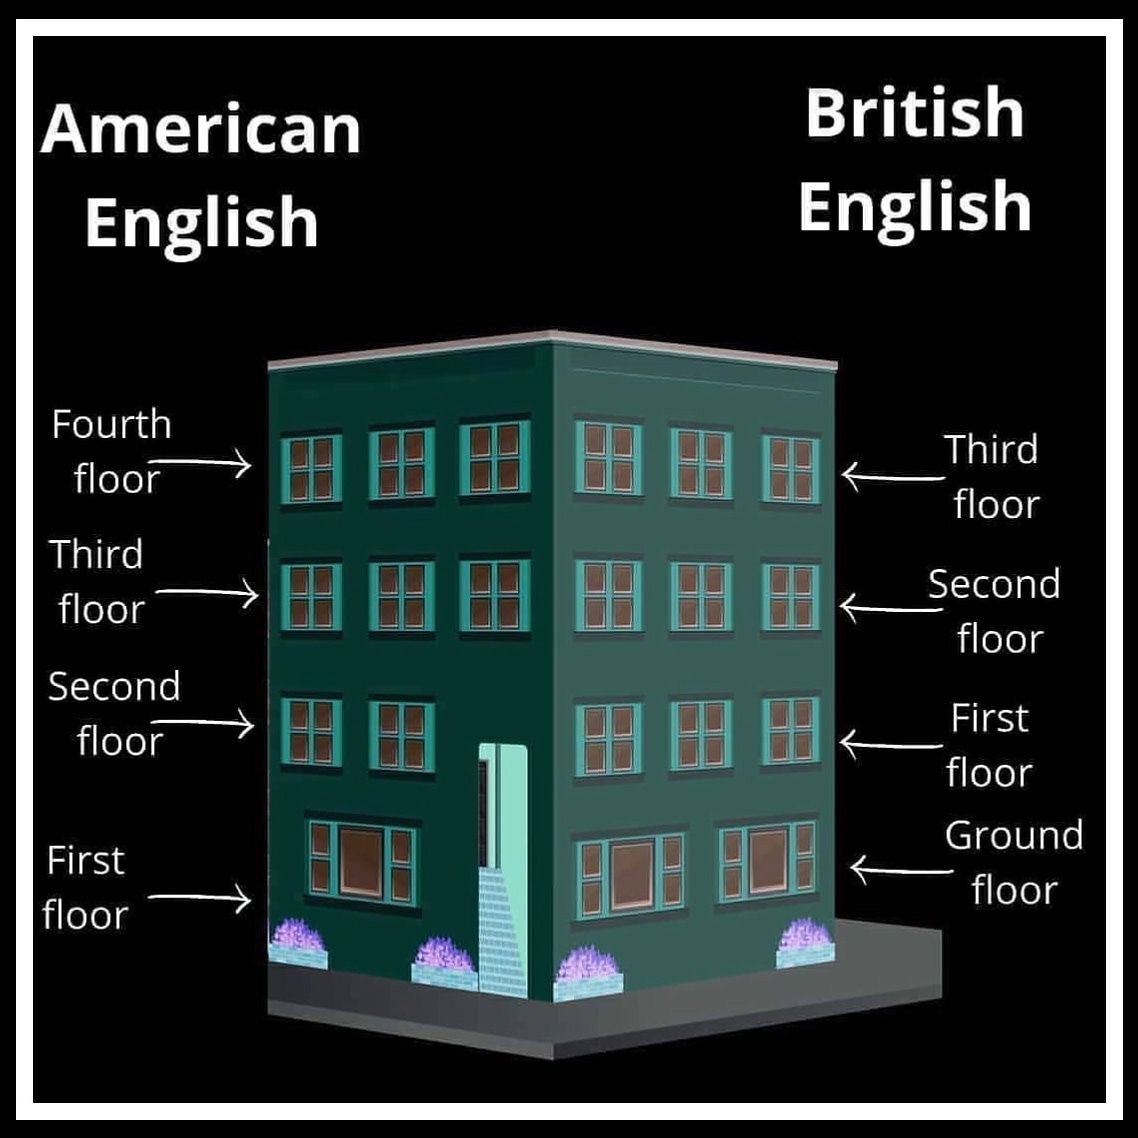 American
English
British
English
Fourth
floor
Third
floor
Second
floor
First
floor
Third
floor
Second
floor
First
floor
Ground
floor